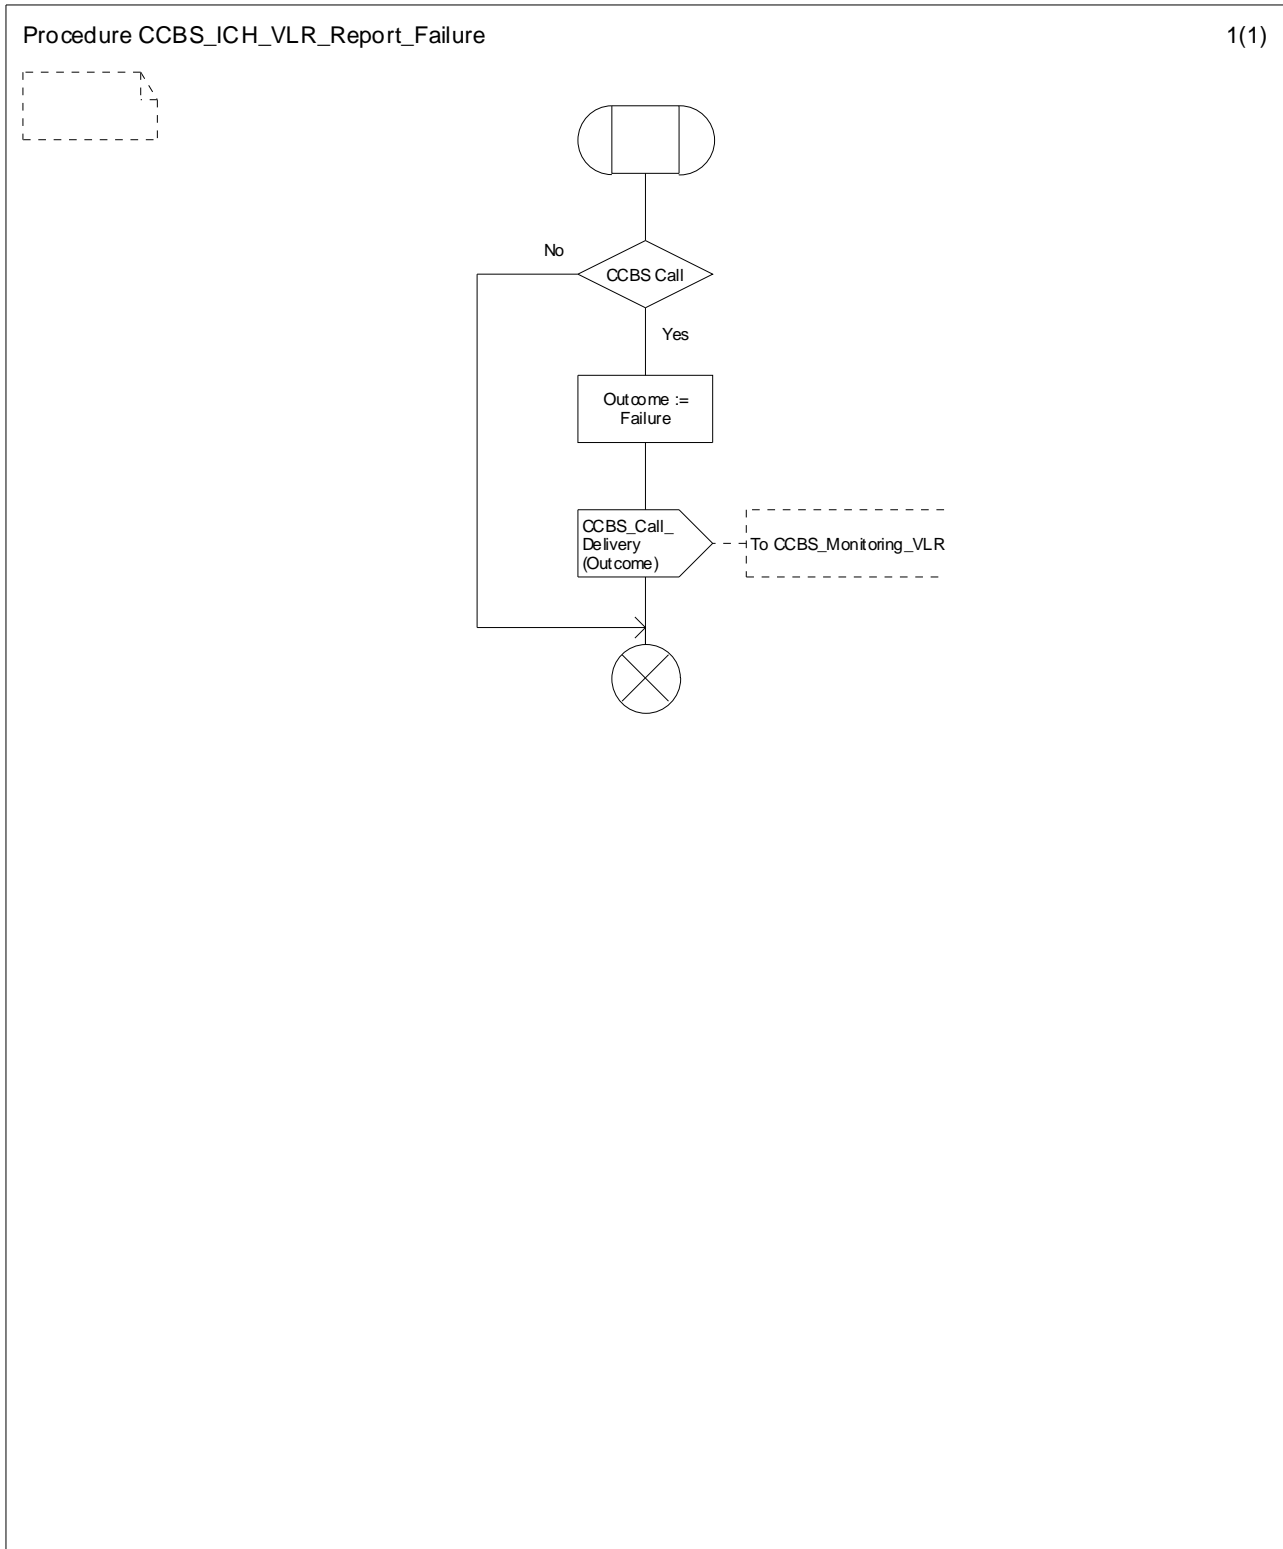 Procedure CCBS_ICH_VLR_Report_Failure
1(1)
No
CCBS Call
Yes
Outcome :=
Failure
CCBS_Call_
Delivery
(Outcome)
To CCBS_Monitoring_VLR